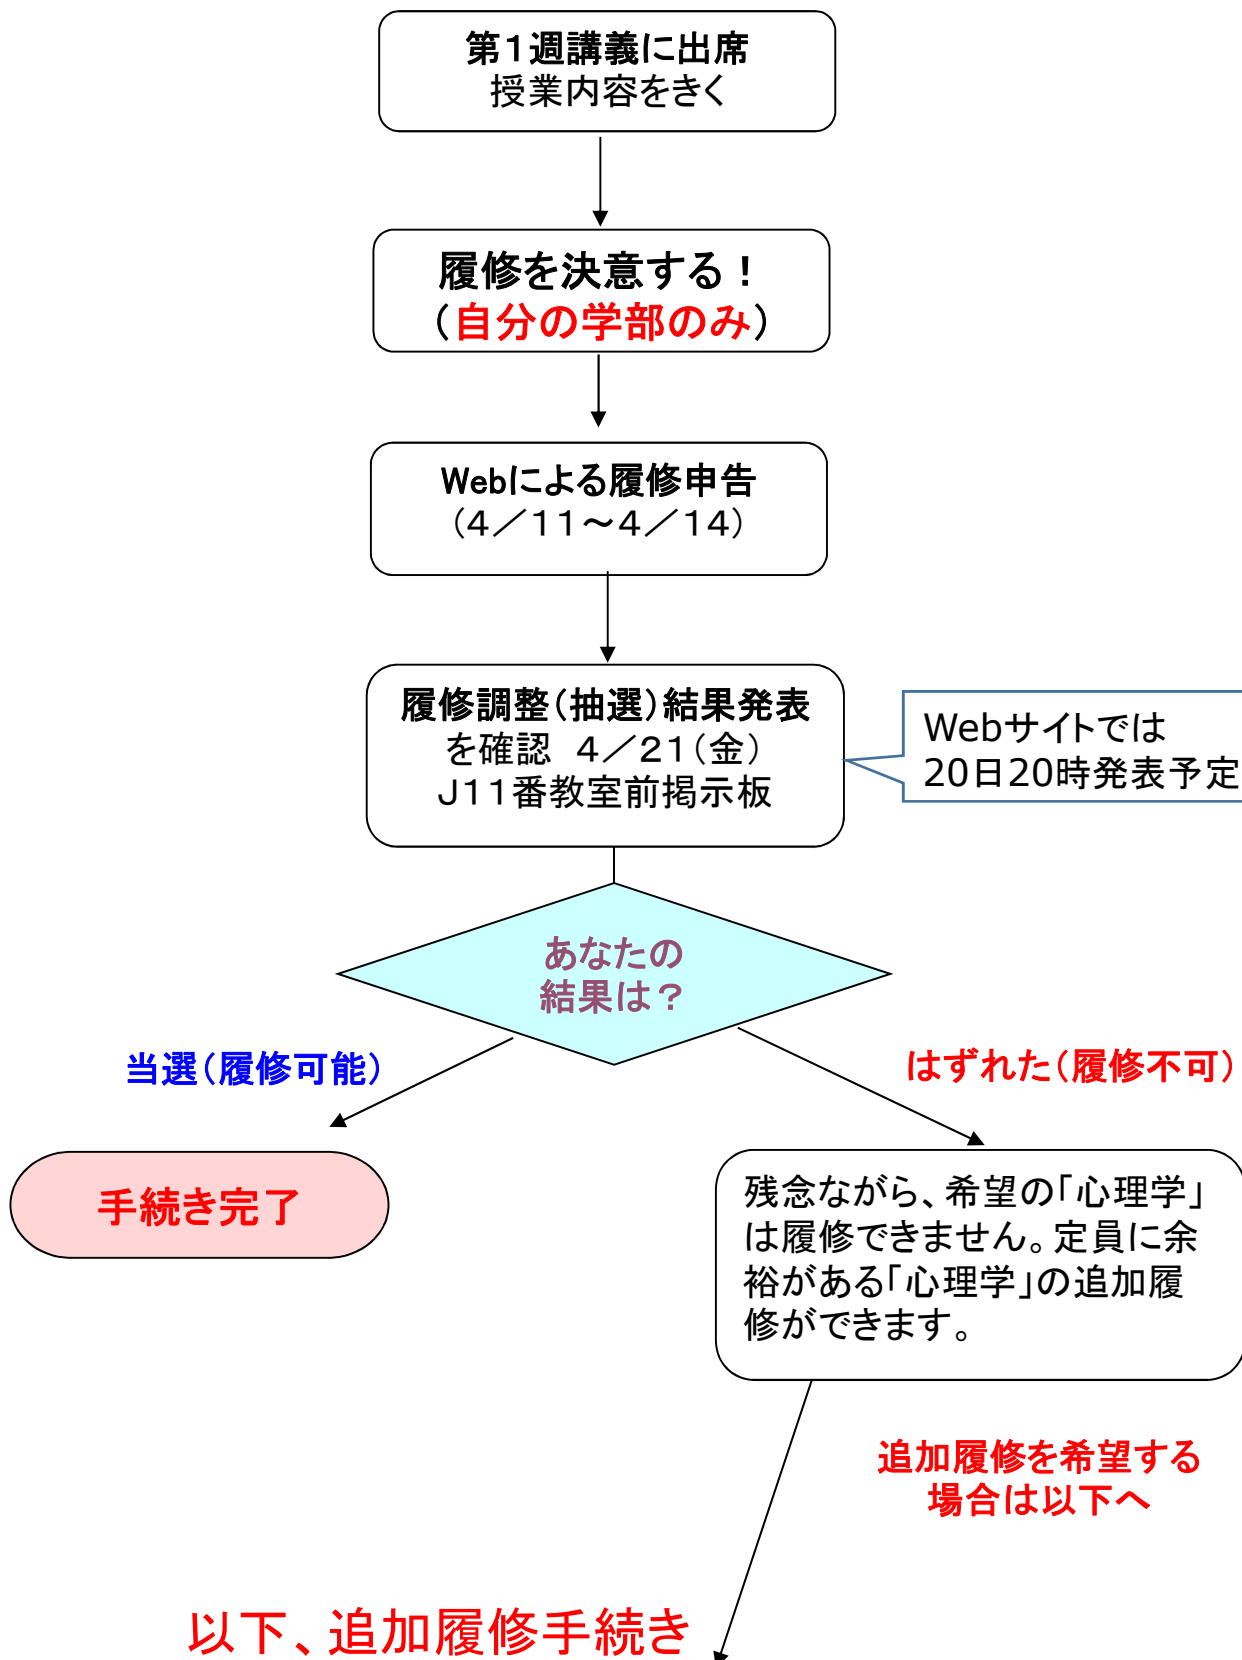 第１週講義に出席
授業内容をきく
履修を決意する！
（自分の学部のみ）
Webによる履修申告
（４／１１～４／１４）
履修調整（抽選）結果発表
を確認　４／２１（金）
Ｊ１１番教室前掲示板
Webサイトでは
20日20時発表予定
あなたの
結果は？
当選（履修可能）
はずれた（履修不可）
手続き完了
残念ながら、希望の「心理学」
は履修できません。定員に余
裕がある「心理学」の追加履
修ができます。
追加履修を希望する
場合は以下へ
以下、追加履修手続き